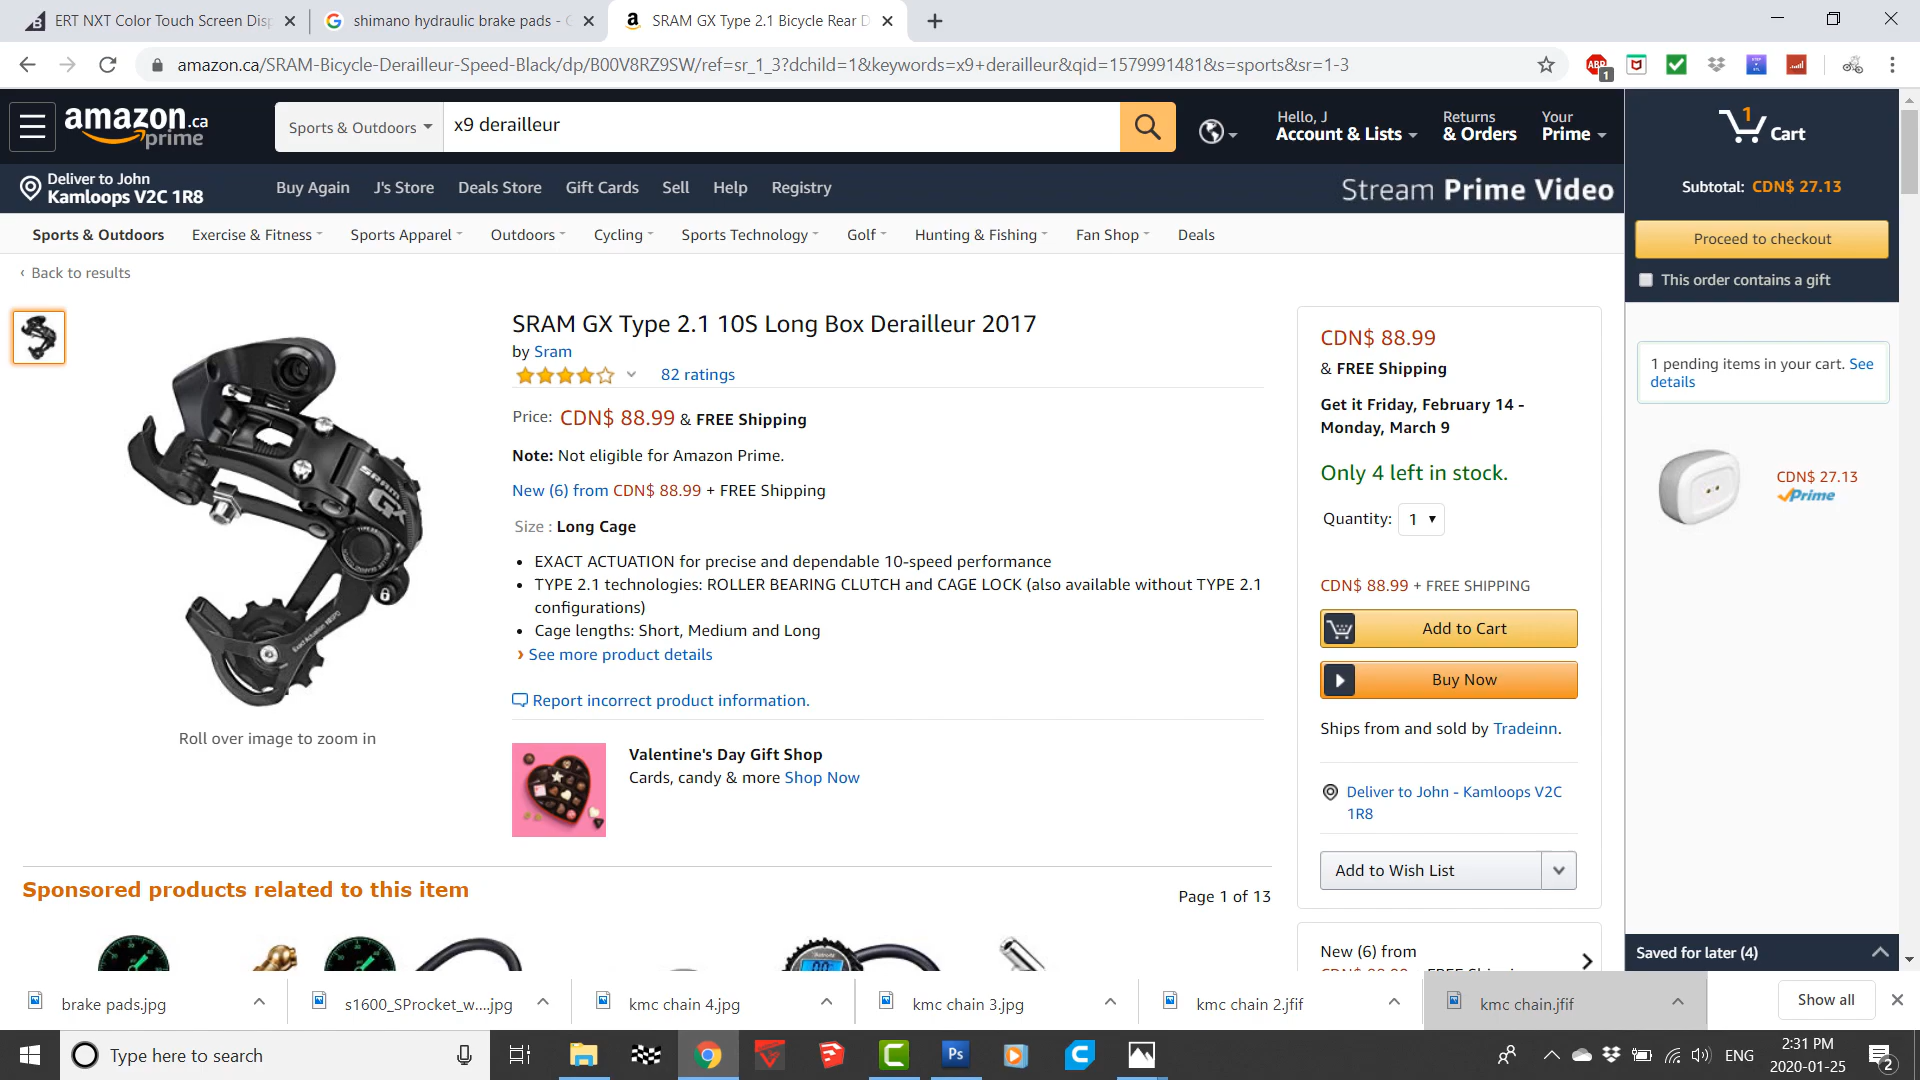 ERT NXT Color Touch Screen Disp
shimano hydraulic brake pads - G
SRAM GX Type 2.1 Bicycle Rear D
amazon.ca/SRAM-Bicycle-Derailleur-Speed-Black/dp/B00V8RZ9SW/ref=sr_1_3?dchild=1&keywords=x9+derailleur&qid=1579991481&s=sports&sr=1-3
ABP
1
amazon.ca
prime
Sports & Outdoors
x9 derailleur
Hello, J
Account & Lists
Returns
& Orders
Your
Prime
1
Cart
Deliver to John
Kamloops V2C 1R8
Buy Again
J's Store
Deals Store
Gift Cards
Sell
Help
Registry
Stream Prime Video
Subtotal: CDN$ 27.13
Proceed to checkout
This order contains a gift
Sports & Outdoors
Exercise & Fitness
Sports Apparel
Outdoors
Cycling
Sports Technology
Golf
Hunting & Fishing
Fan Shop
Deals
‹ Back to results
SRAM GX Type 2.1 10S Long Box Derailleur 2017
by Sram
82 ratings
Price: CDN$ 88.99 & FREE Shipping
Note: Not eligible for Amazon Prime.
New (6) from CDN$ 88.99 + FREE Shipping
Size : Long Cage
• EXACT ACTUATION for precise and dependable 10-speed performance
• TYPE 2.1 technologies: ROLLER BEARING CLUTCH and CAGE LOCK (also available without TYPE 2.1
configurations)
• Cage lengths: Short, Medium and Long
› See more product details
Report incorrect product information.
SRAM
GX
Roll over image to zoom in
Valentine's Day Gift Shop
Cards, candy & more Shop Now
CDN$ 88.99
& FREE Shipping
Get it Friday, February 14 -
Monday, March 9
Only 4 left in stock.
Quantity: 1
CDN$ 88.99 + FREE SHIPPING
Add to Cart
Buy Now
Ships from and sold by Tradeinn.
Deliver to John - Kamloops V2C
1R8
Add to Wish List
New (6) from
1 pending items in your cart. See
details
CDN$ 27.13
Prime
Saved for later (4)
Sponsored products related to this item
Page 1 of 13
brake pads.jpg
s1600_SProcket_w....jpg
kmc chain 4.jpg
kmc chain 3.jpg
kmc chain 2.jfif
kmc chain.jfif
Show all
Type here to search
Ps
ENG
2:31 PM
2020-01-25
2